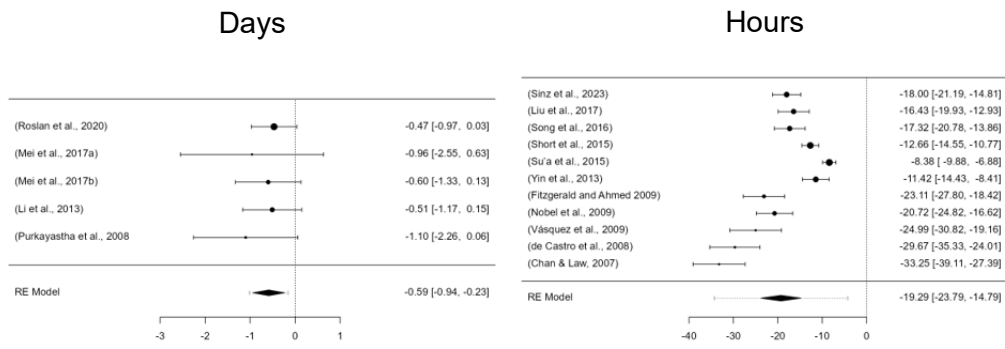 Days
(Roslan et al., 2020) -0.47 [-0.97, 0.03]
(Mei et al., 2017a) -0.96 [-2.55, 0.63]
(Mei et al., 2017b) -0.60 [-1.33, 0.13]
(Li et al., 2013) -0.51 [-1.17, 0.15]
(Purkayastha et al., 2008 -1.10 [-2.26, 0.06]
RE Model -0.59 [-0.94, -0.23]
-3 -2 -1 0 1
Hours
(Sinz et al., 2023) -18.00 [-21.19, -14.81]
(Liu et al., 2017) -16.43 [-19.93, -12.93]
(Song et al., 2016) -17.32 [-20.78, -13.86]
(Short et al., 2015) -12.66 [-14.55, -10.77]
(Su'a et al., 2015) -8.38 [ -9.88, -6.88]
(Yin et al., 2013) -11.42 [-14.43, -8.41]
(Fitzgerald and Ahmed 2009) -23.11 [-27.80, -18.42]
(Nobel et al., 2009) -20.72 [-24.82, -16.62]
(Vásquez et al., 2009) -24.99 [-30.82, -19.16]
(de Castro et al., 2008) -29.67 [-35.33, -24.01]
(Chan & Law, 2007) -33.25 [-39.11, -27.39]
RE Model -19.29 [-23.79, -14.79]
-40 -30 -20 -10 0